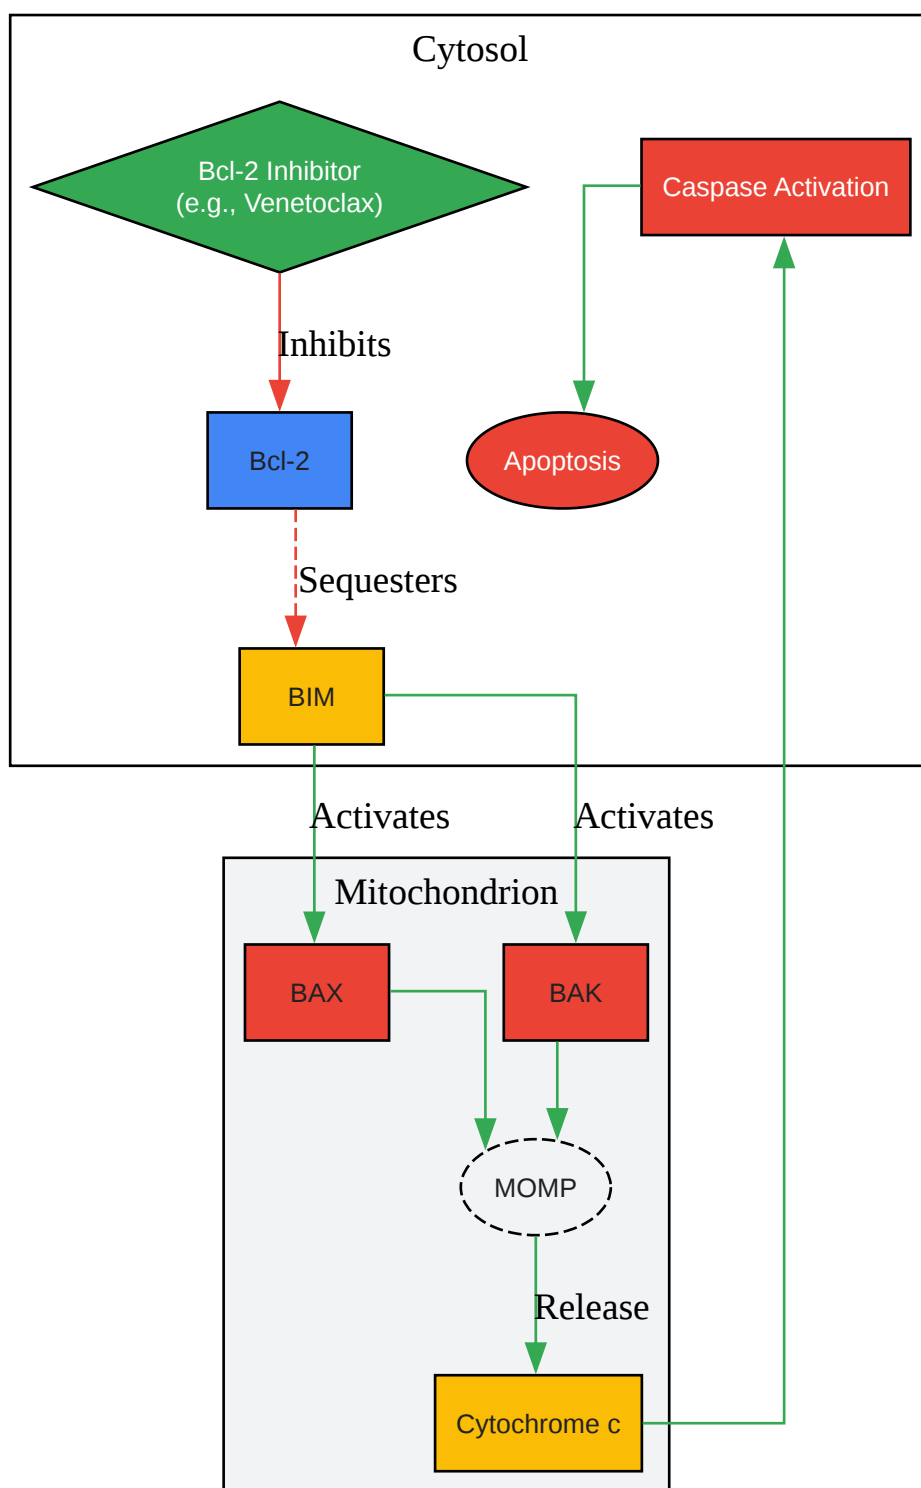 Cytosol
Bcl-2 Inhibitor
(e.g., Venetoclax)
Caspase Activation
Inhibits
Bcl-2
Apoptosis
Sequesters
BIM
Activates
Activates
Mitochondrion
BAX
BAK
MOMP
Release
Cytochrome c